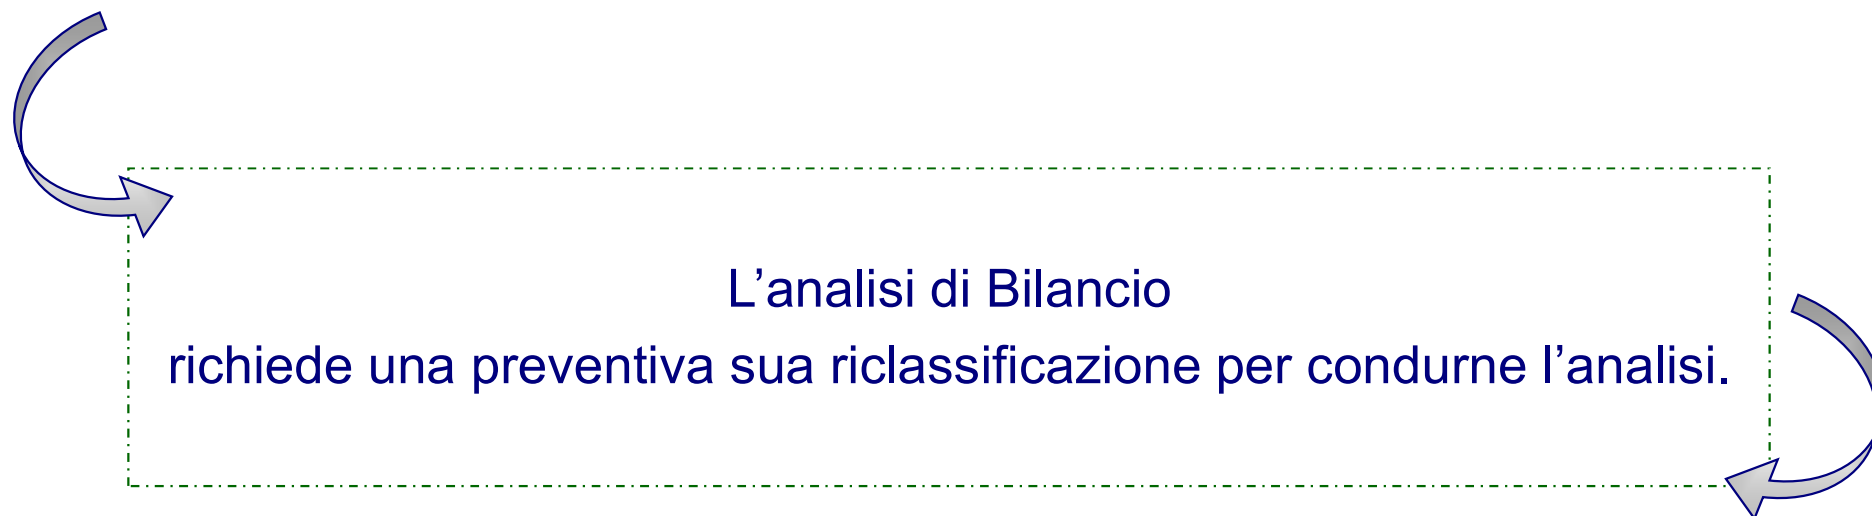 L’analisi di Bilancio
richiede una preventiva sua riclassificazione per condurne l’analisi.